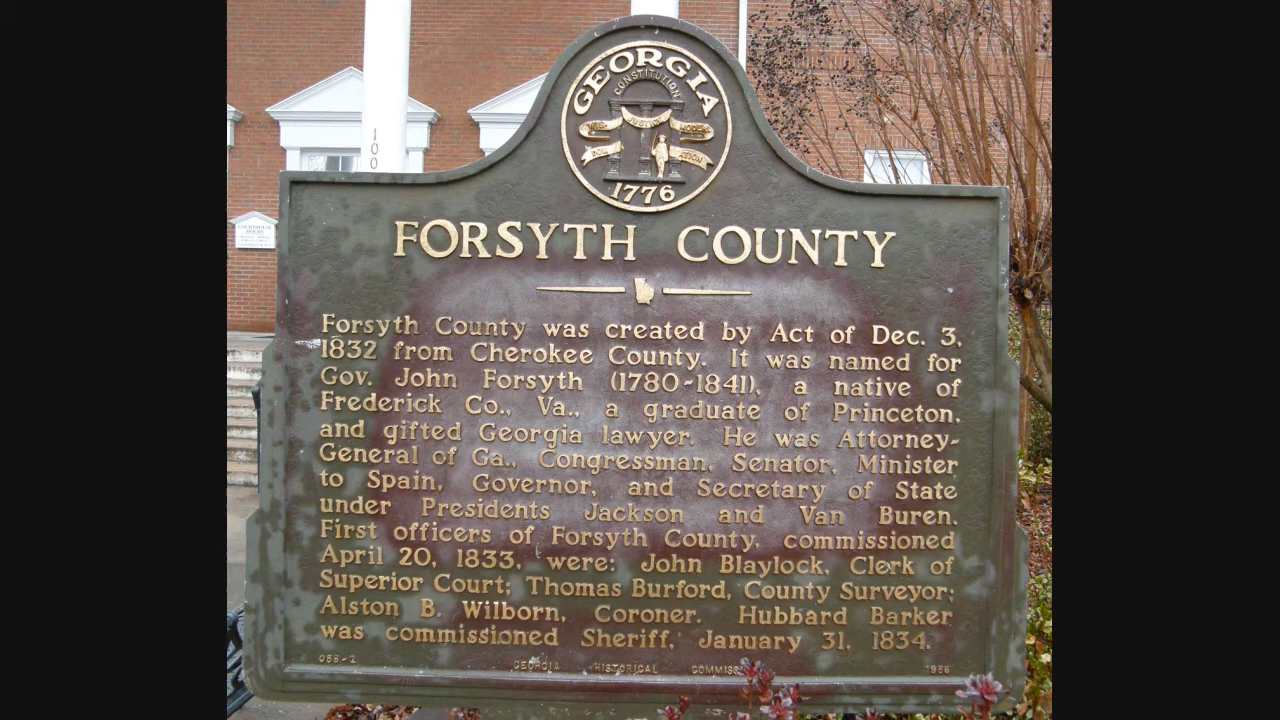 GEORGIA
CONSTITUTION
JUSTICE
1776
100
FORSYTH COUNTY
Forsyth County was created by Act of Dec. 3,
1832 from Cherokee County. It was named for
Gov. John Forsyth (1780-1841), a native of
Frederick Co., Va., a graduate of Princeton,
and gifted Georgia lawyer. He was Attorney-
General of Ga., Congressman, Senator, Minister
to Spain, Governor, and Secretary of State
under Presidents Jackson and Van Buren.
First officers of Forsyth County, commissioned
April 20, 1833, were: John Blaylock, Clerk of
Superior Court; Thomas Burford, County Surveyor;
Alston B. Wilborn, Coroner. Hubbard Barker
was commissioned Sheriff, January 31, 1834.
058-2 GEORGIA HISTORICAL
COURTHOUSE
HOURS